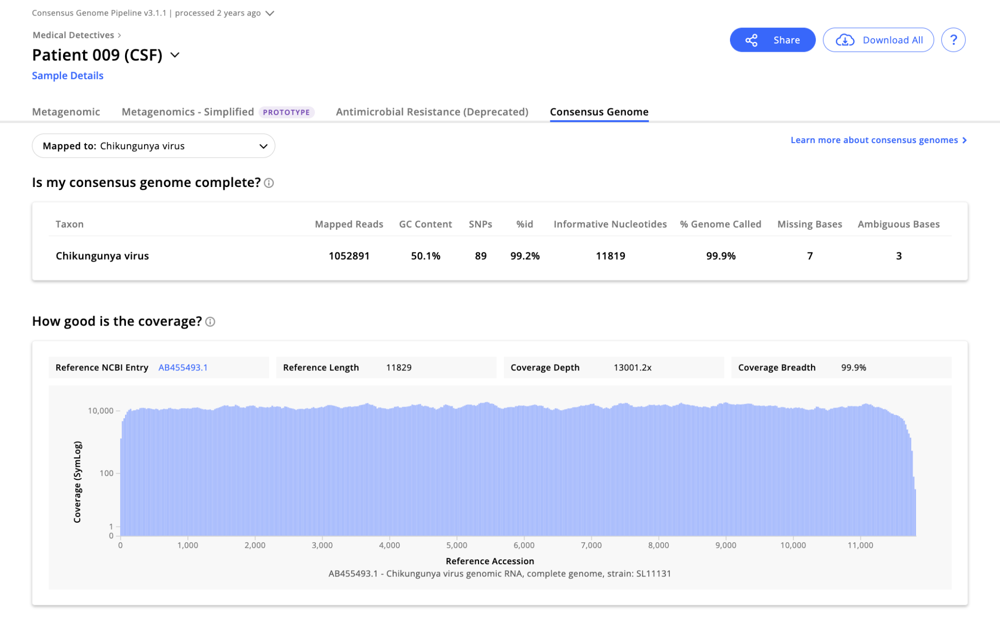 Consensus Genome Pipeline v3.1.1 | processed 2 years ago
Medical Detectives >
Patient 009 (CSF)
Sample Details
Share
Download All
?
Metagenomic
Metagenomics - Simplified PROTOTYPE
Antimicrobial Resistance (Deprecated)
Consensus Genome
Mapped to: Chikungunya virus
Learn more about consensus genomes >
Is my consensus genome complete?
Taxon Mapped Reads GC Content SNPs %id Informative Nucleotides % Genome Called Missing Bases Ambiguous Bases
Chikungunya virus 1052891 50.1% 89 99.2% 11819 99.9% 7 3
How good is the coverage?
Reference NCBI Entry AB455493.1
Reference Length 11829
Coverage Depth 13001.2x
Coverage Breadth 99.9%
Coverage (SymLog)
10,000
100
1
0
0 1,000 2,000 3,000 4,000 5,000 6,000 7,000 8,000 9,000 10,000 11,000
Reference Accession
AB455493.1 - Chikungunya virus genomic RNA, complete genome, strain: SL11131